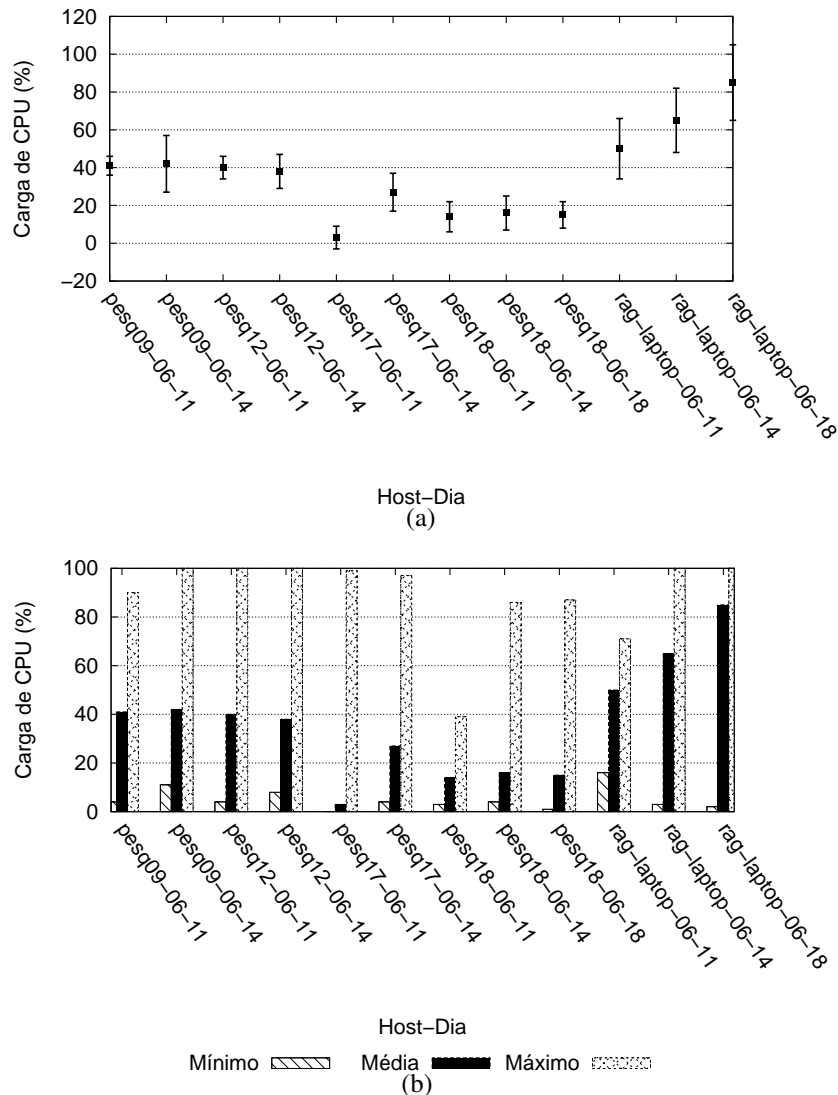 Carga de CPU (%)
120
100
80
60
40
20
0
−20
pesq09−06−11
pesq09−06−14
pesq12−06−11
pesq12−06−14
pesq17−06−11
pesq17−06−14
pesq18−06−11
pesq18−06−14
pesq18−06−18
rag−laptop−06−11
rag−laptop−06−14
rag−laptop−06−18
Host−Dia
(a)
Carga de CPU (%)
100
80
60
40
20
0
pesq09−06−11
pesq09−06−14
pesq12−06−11
pesq12−06−14
pesq17−06−11
pesq17−06−14
pesq18−06−11
pesq18−06−14
pesq18−06−18
rag−laptop−06−11
rag−laptop−06−14
rag−laptop−06−18
Host−Dia
Mínimo Média Máximo
(b)